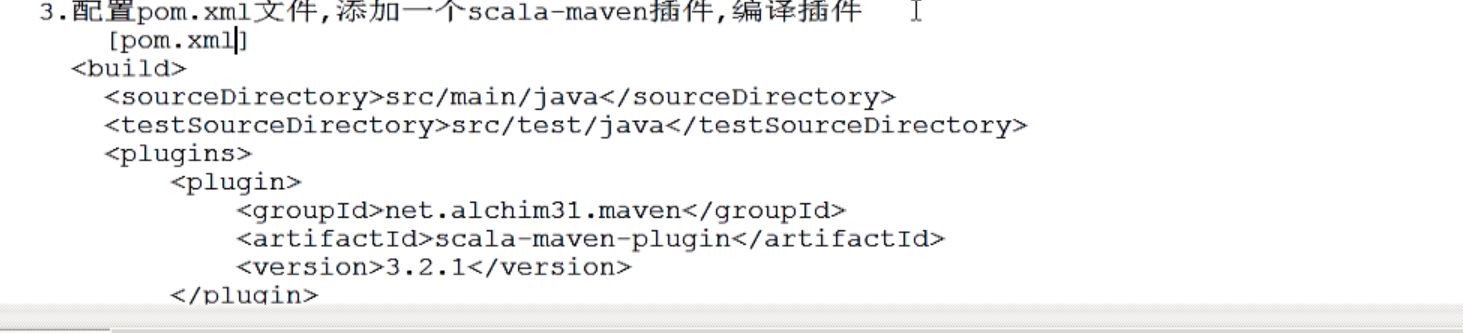 3.配置pom.xml文件,添加一个scala-maven插件,编译插件
[pom.xml]
<build>
<sourceDirectory>src/main/java</sourceDirectory>
<testSourceDirectory>src/test/java</testSourceDirectory>
<plugins>
<plugin>
<groupId>net.alchim31.maven</groupId>
<artifactId>scala-maven-plugin</artifactId>
<version>3.2.1</version>
</plugin>